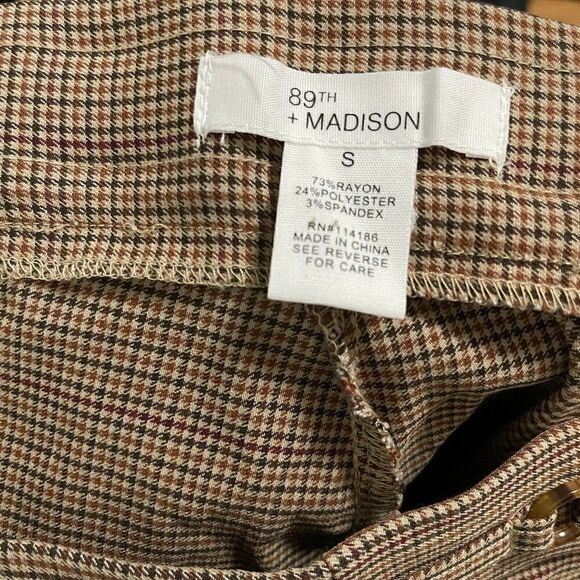 89TH
+ MADISON
S
73%RAYON
24%POLYESTER
3%SPANDEX
RN#114186
MADE IN CHINA
SEE REVERSE
FOR CARE